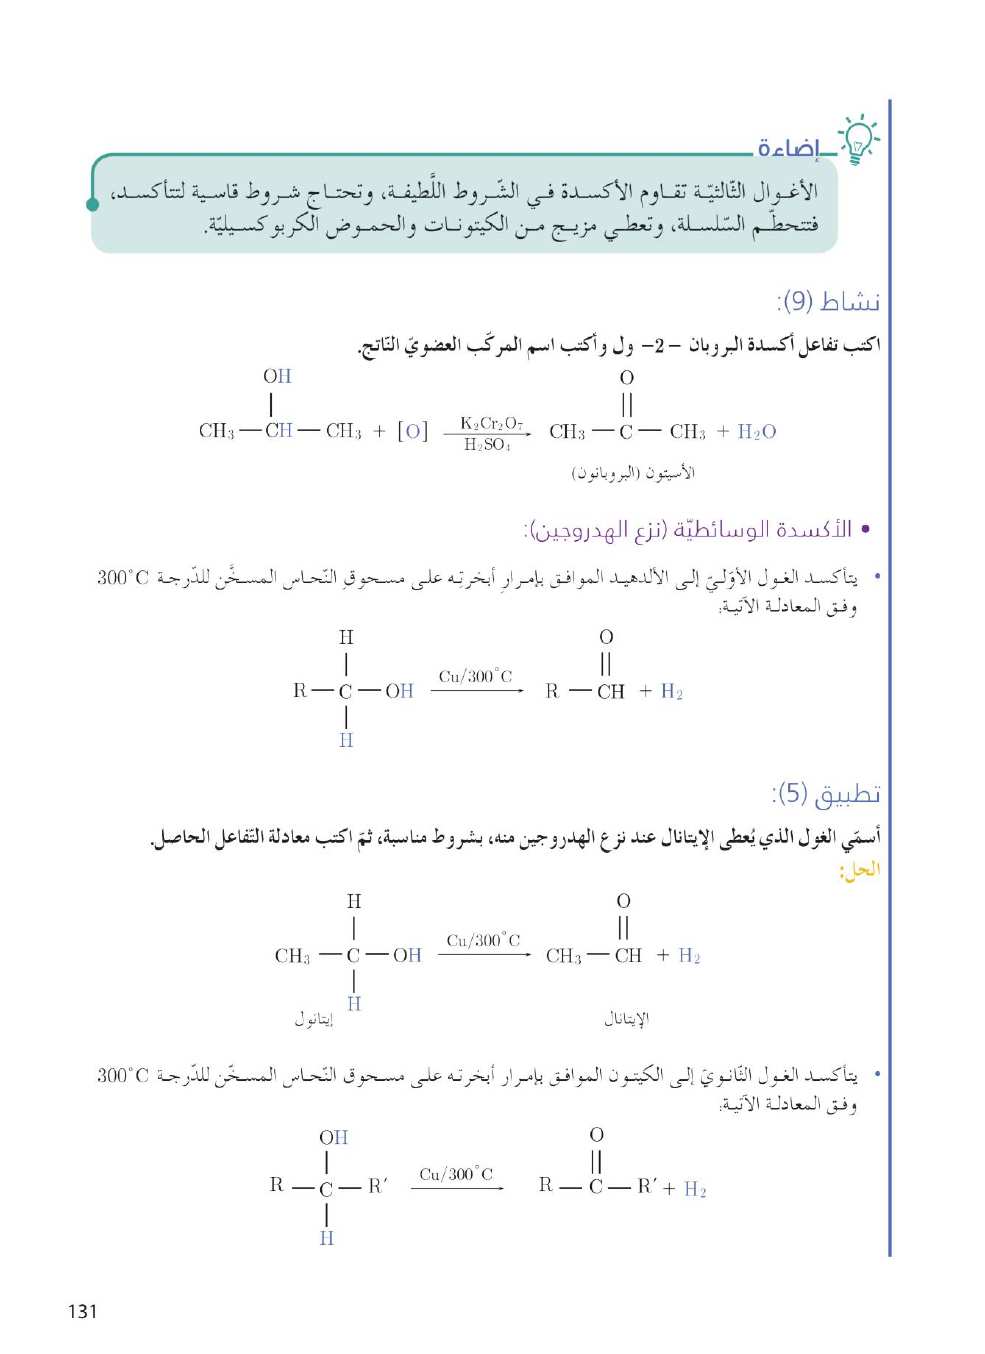 إضاءة
الأغوال الثّالثيّة تقاوم الأكسدة في الشّروط اللّطيفة، وتحتاج شروط قاسية لتتأكسد،
فتتحطّم السّلسلة، وتعطي مزيج من الكيتونات والحموض الكربوكسيليّة.
نشاط (9):
اكتب تفاعل أكسدة البروبان – 2– ول وأكتب اسم المركّب العضويّ النّاتج.
OH O
CH₃ — CH — CH₃ + [O] K₂Cr₂O₇ CH₃ — C — CH₃ + H₂O
H₂SO₄
الأسيتون (البروبانون)
• الأكسدة الوسائطيّة (نزع الهدروجين):
• يتأكسد الغول الأوّليّ إلى الألدهيد الموافق بإمرارِ أبخرتِه على مسحوقِ النّحاس المسخَّن للدّرجة 300°C
وفق المعادلة الآتية:
H O
R — C — OH Cu/300°C R — CH + H₂
H
تطبيق (5):
أسمّي الغول الذي يُعطى الإيتانال عند نزع الهدروجين منه، بشروط مناسبة، ثمّ اكتب معادلة التّفاعل الحاصل.
الحل:
H O
CH₃ — C — OH Cu/300°C CH₃ — CH + H₂
H
إيتانول الإيتانال
• يتأكسد الغول الثّانويّ إلى الكيتون الموافق بإمرار أبخرته على مسحوق النّحاس المسخّن للدّرجة 300°C
وفق المعادلة الآتية:
OH O
R — C — R′ Cu/300°C R — C — R′ + H₂
H
131